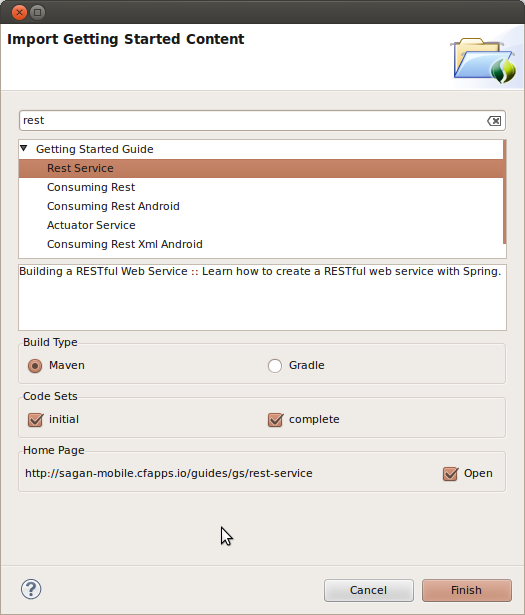 Import Getting Started Content
rest
Getting Started Guide
Rest Service
Consuming Rest
Consuming Rest Android
Actuator Service
Consuming Rest Xml Android
Building a RESTful Web Service :: Learn how to create a RESTful web service with Spring.
Build Type
Maven Gradle
Code Sets
initial complete
Home Page
http://sagan-mobile.cfapps.io/guides/gs/rest-service Open
? Cancel Finish